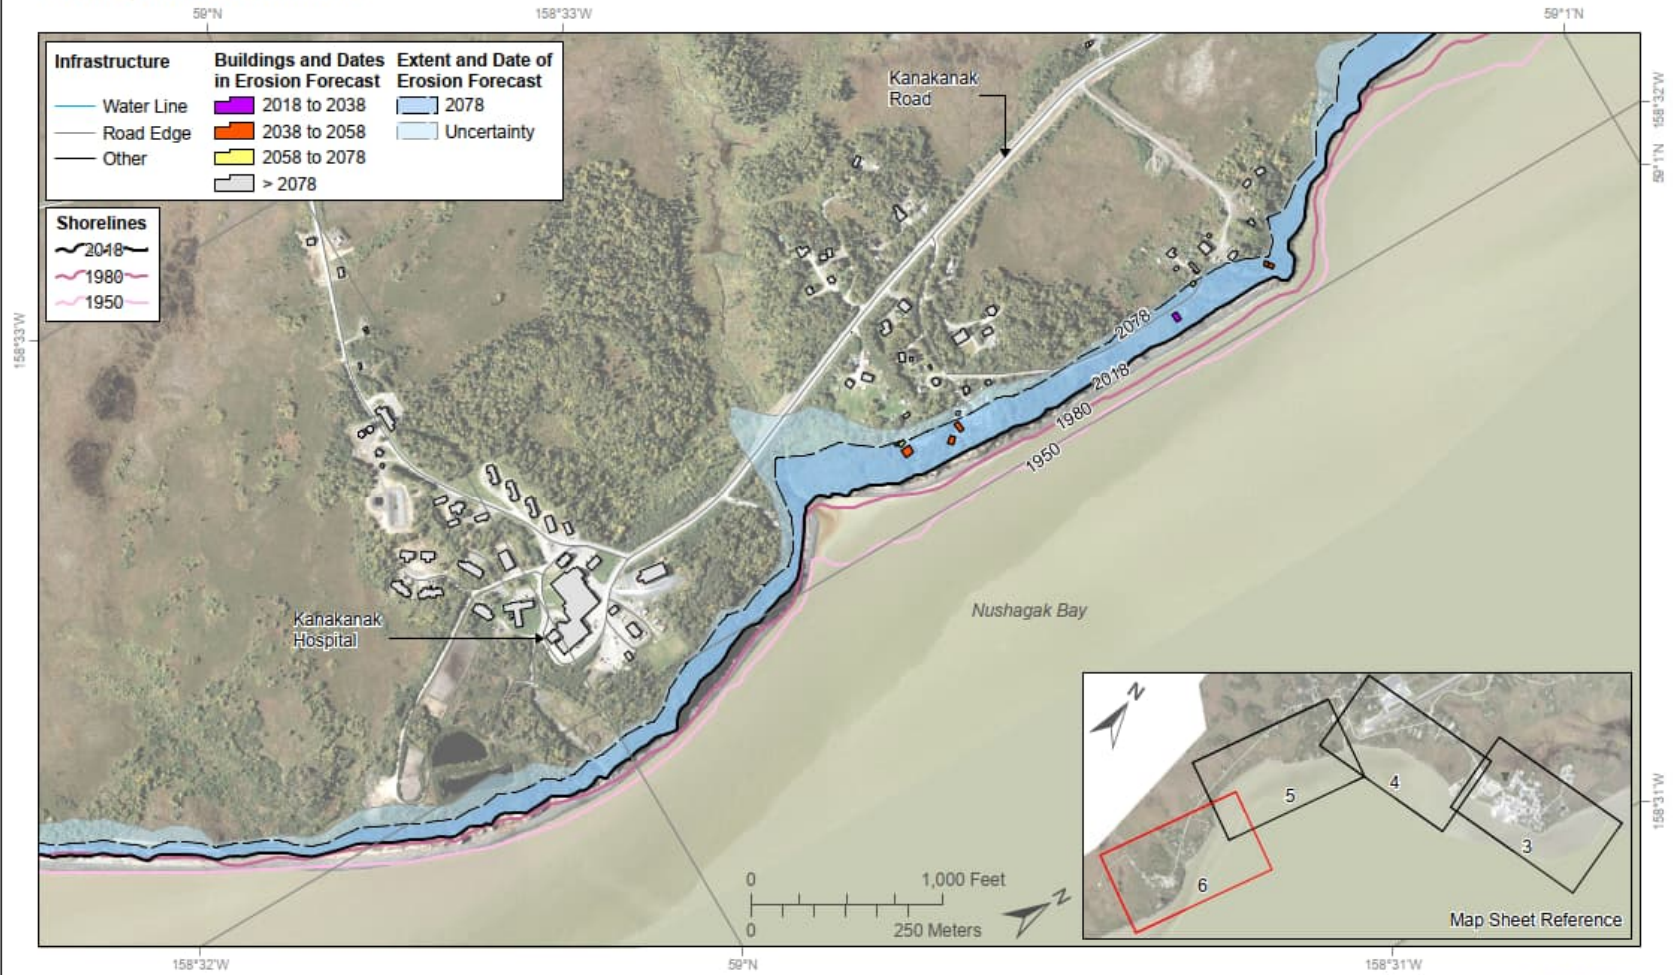 59°N
158°33'W
59°1'N
Infrastructure
Water Line
Road Edge
Other
Buildings and Dates
in Erosion Forecast
2018 to 2038
2038 to 2058
2058 to 2078
> 2078
Extent and Date of
Erosion Forecast
2078
Uncertainty
Shorelines
2018
1980
1950
Kanakanak
Road
158°32'W
59°1'N
158°33'W
2078
2018
1980
1950
Kanakanak
Hospital
Nushagak Bay
N
5
4
3
6
Map Sheet Reference
158°31'W
0
1,000 Feet
0
250 Meters
N
158°32'W
59°N
158°31'W